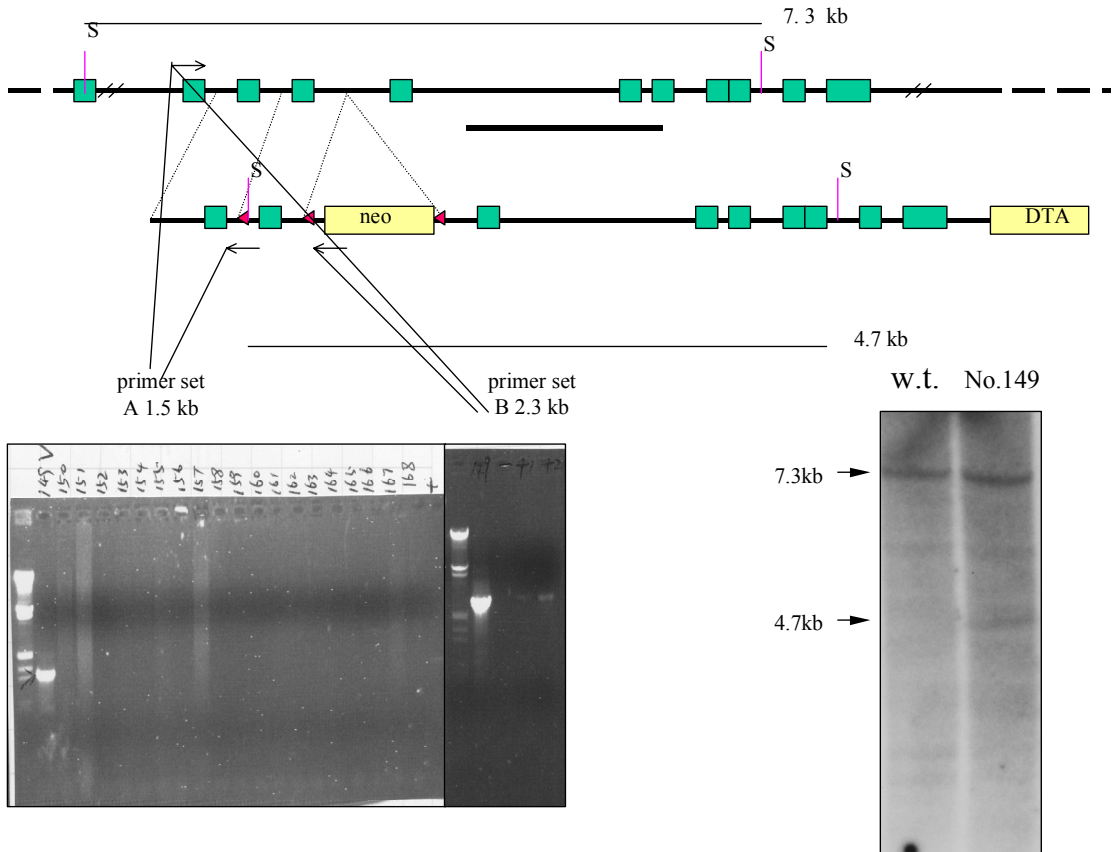 7. 3 kb
S
S
S
S
neo
DTA
4.7 kb
primer set
A 1.5 kb
primer set
B 2.3 kb
w.t. No.149
149 V 150 151 152 153 154 155 156 157 158 159 160 161 162 163 164 165 166 167 168 +
149 - +1 +2
7.3kb
4.7kb